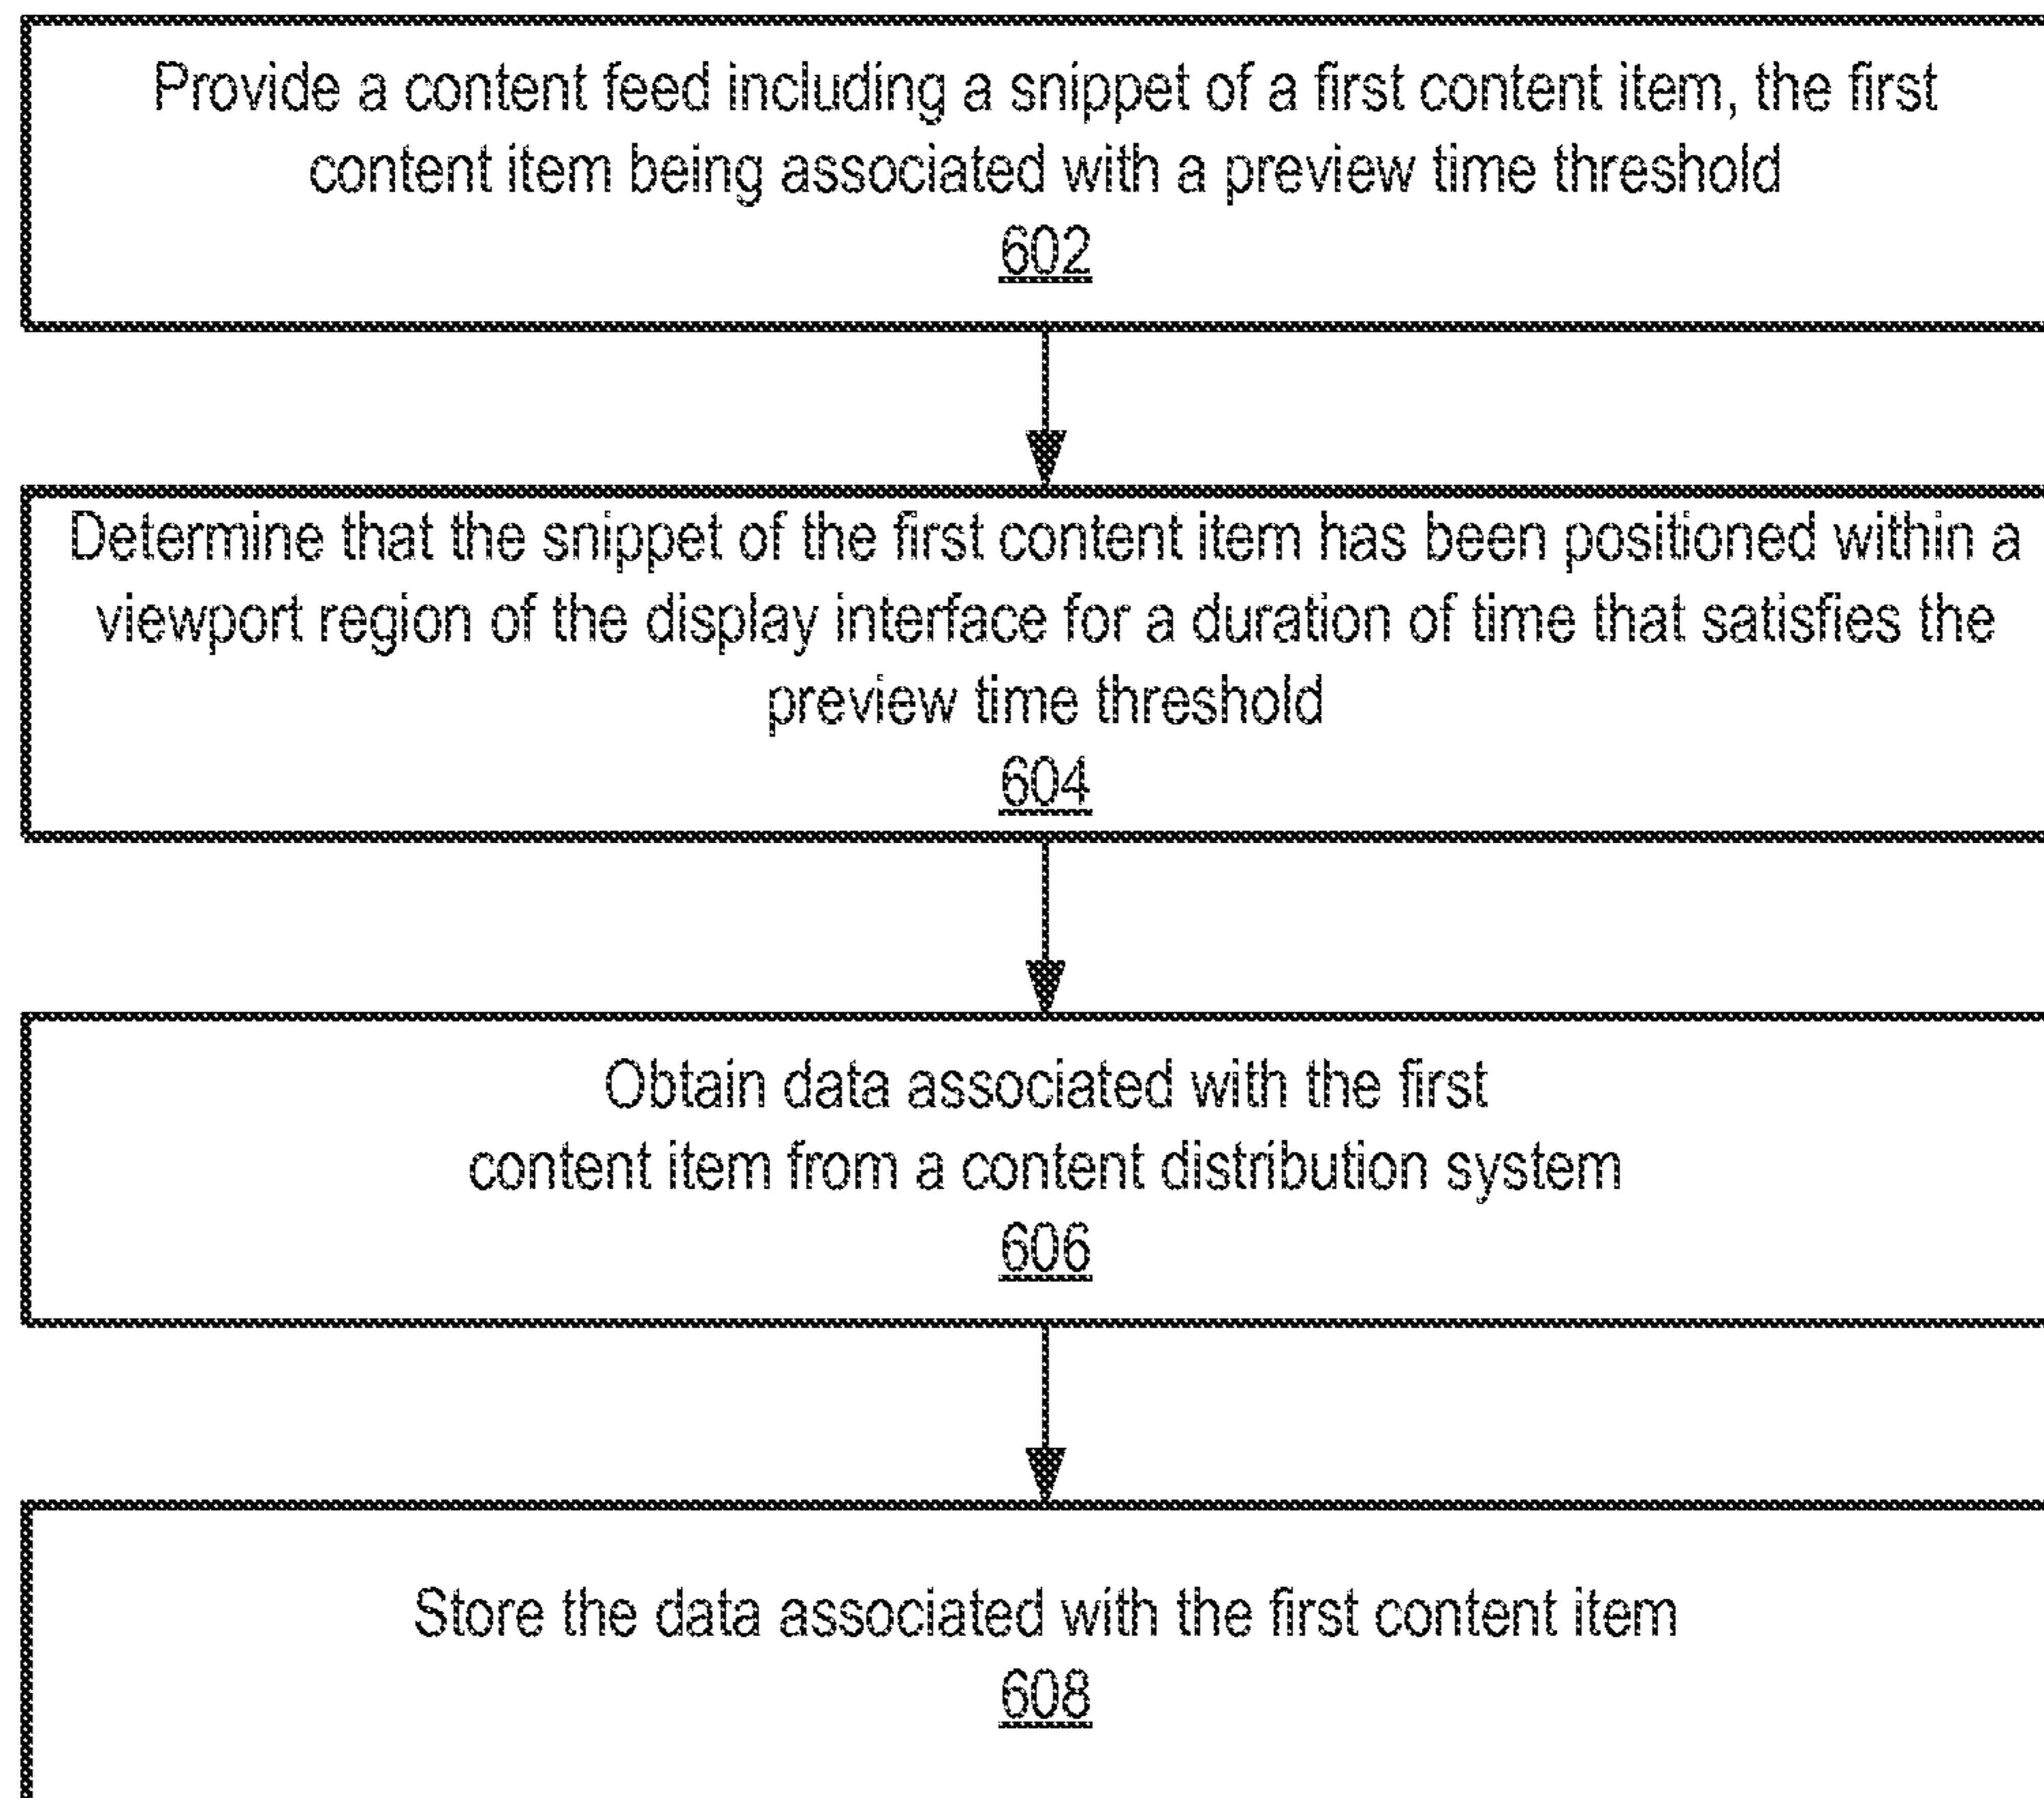 Provide a content feed including a snippet of a first content item, the first
content item being associated with a preview time threshold
602
Determine that the snippet of the first content item has been positioned within a
viewport region of the display interface for a duration of time that satisfies the
preview time threshold
604
Obtain data associated with the first
content item from a content distribution system
606
Store the data associated with the first content item
608